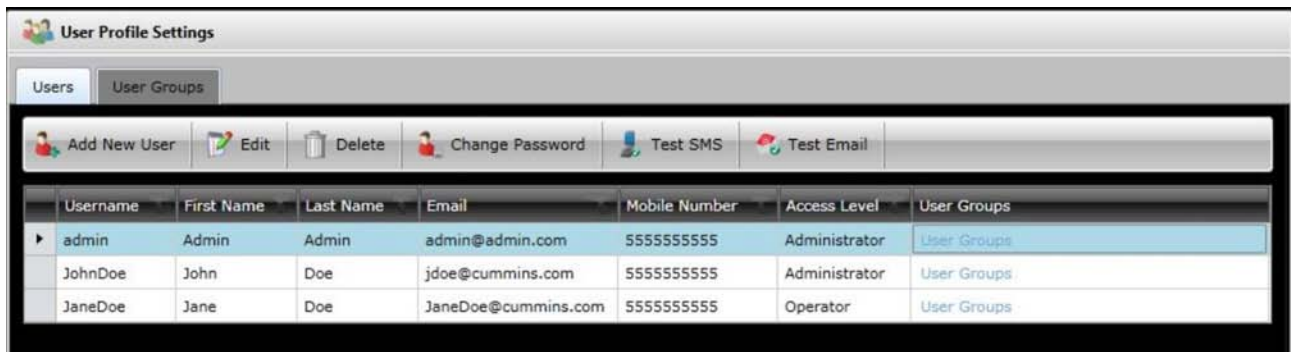 User Profile Settings
Users User Groups
Add New User Edit Delete Change Password Test SMS Test Email
Username First Name Last Name Email Mobile Number Access Level User Groups
admin Admin Admin admin@admin.com 5555555555 Administrator User Groups
JohnDoe John Doe jdoe@cummins.com 5555555555 Administrator User Groups
JaneDoe Jane Doe JaneDoe@cummins.com 5555555555 Operator User Groups